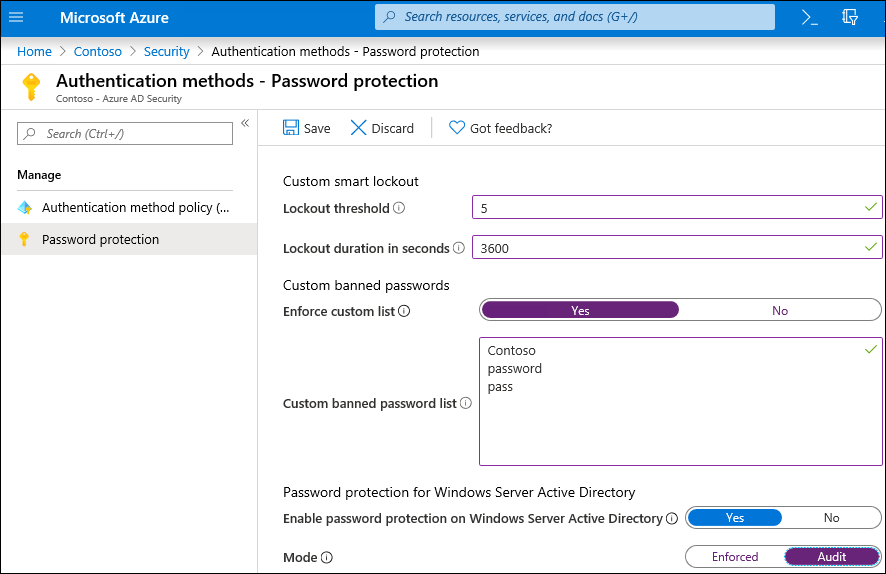 Microsoft Azure
Search resources, services, and docs (G+/)
Home > Contoso > Security > Authentication methods - Password protection
Authentication methods - Password protection
Contoso - Azure AD Security
Search (Ctrl+/)
«
Manage
Authentication method policy (...
Password protection
Save
Discard
Got feedback?
Custom smart lockout
Lockout threshold
5
Lockout duration in seconds
3600
Custom banned passwords
Enforce custom list
Yes
No
Custom banned password list
Contoso
password
pass
Password protection for Windows Server Active Directory
Enable password protection on Windows Server Active Directory
Yes
No
Mode
Enforced
Audit